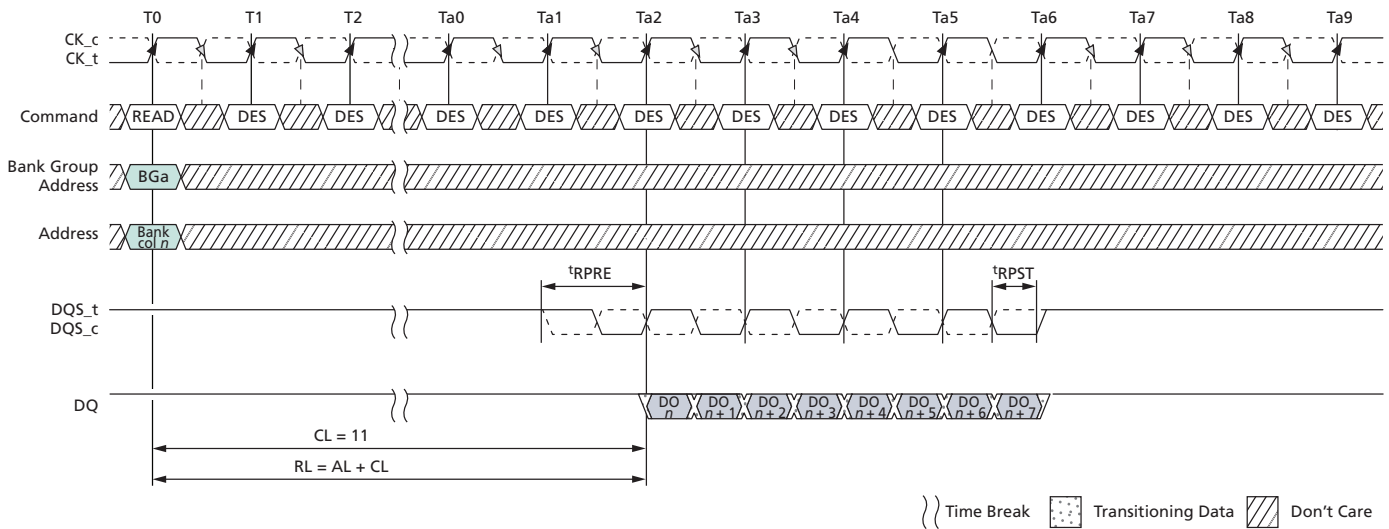 T0 T1 T2 Ta0 Ta1 Ta2 Ta3 Ta4 Ta5 Ta6 Ta7 Ta8 Ta9
CK_c
CK_t
Command READ DES DES DES DES DES DES DES DES DES DES DES DES
Bank Group
Address
BGa
Address
Bank
col n
tRPRE tRPST
DQS_t
DQS_c
DQ
DO DO DO DO DO DO DO DO
n n + 1 n + 2 n + 3 n + 4 n + 5 n + 6 n + 7
CL = 11
RL = AL + CL
Time Break Transitioning Data Don't Care